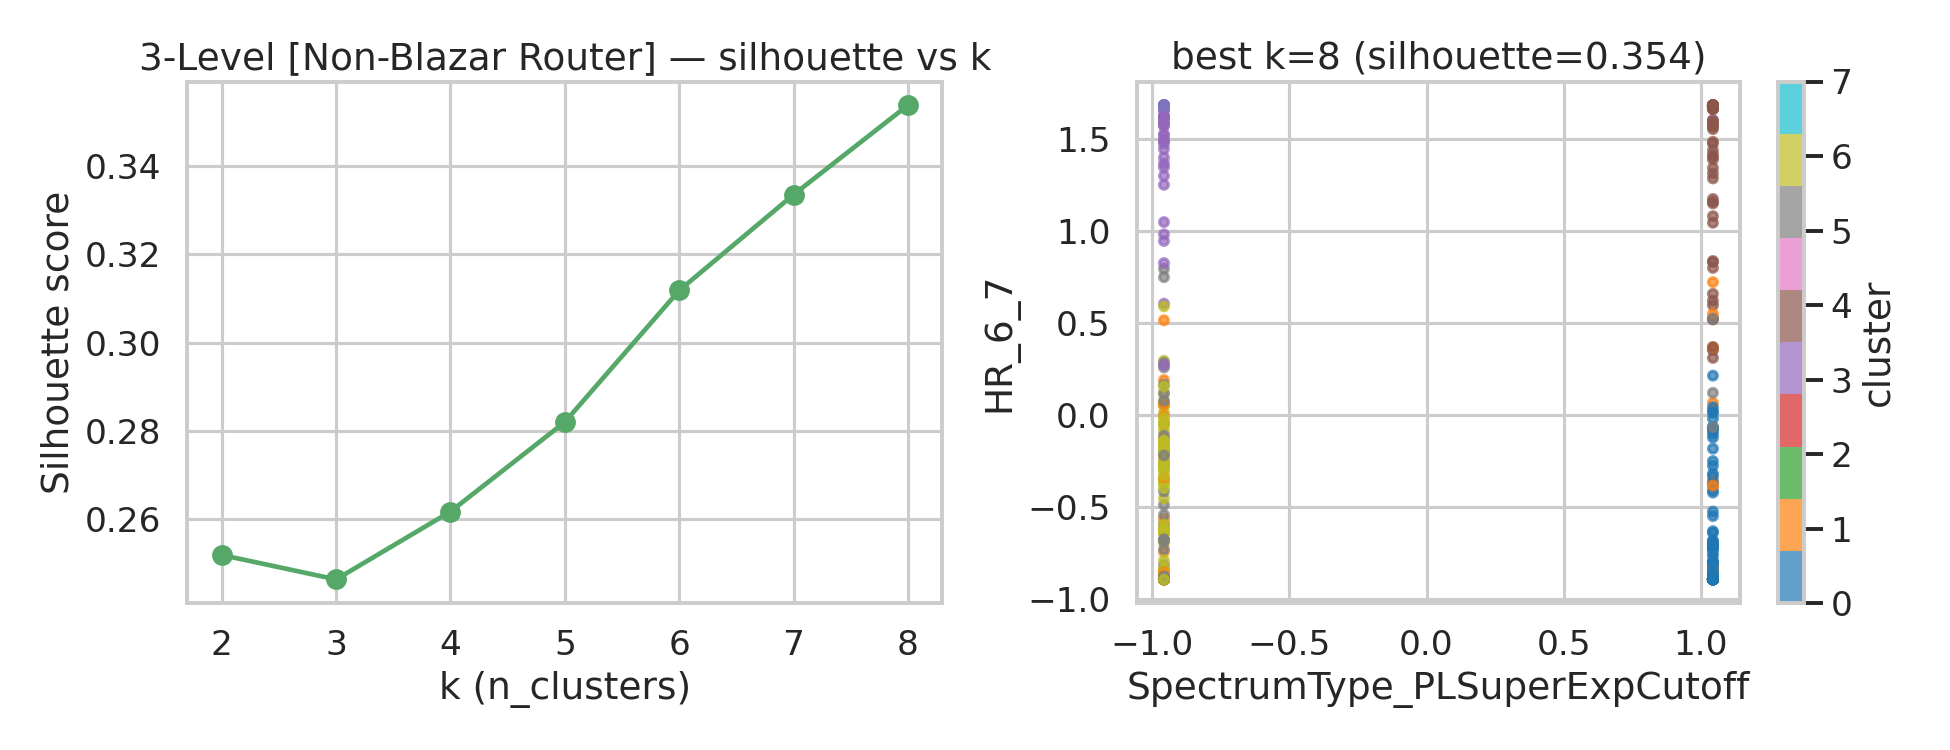 3-Level [Non-Blazar Router] — silhouette vs k
Silhouette score
0.34
0.32
0.30
0.28
0.26
2 3 4 5 6 7 8
k (n_clusters)
best k=8 (silhouette=0.354)
HR_6_7
1.5
1.0
0.5
0.0
−0.5
−1.0
−1.0 −0.5 0.0 0.5 1.0
SpectrumType_PLSuperExpCutoff
7
6
5
4
3
2
1
0
cluster